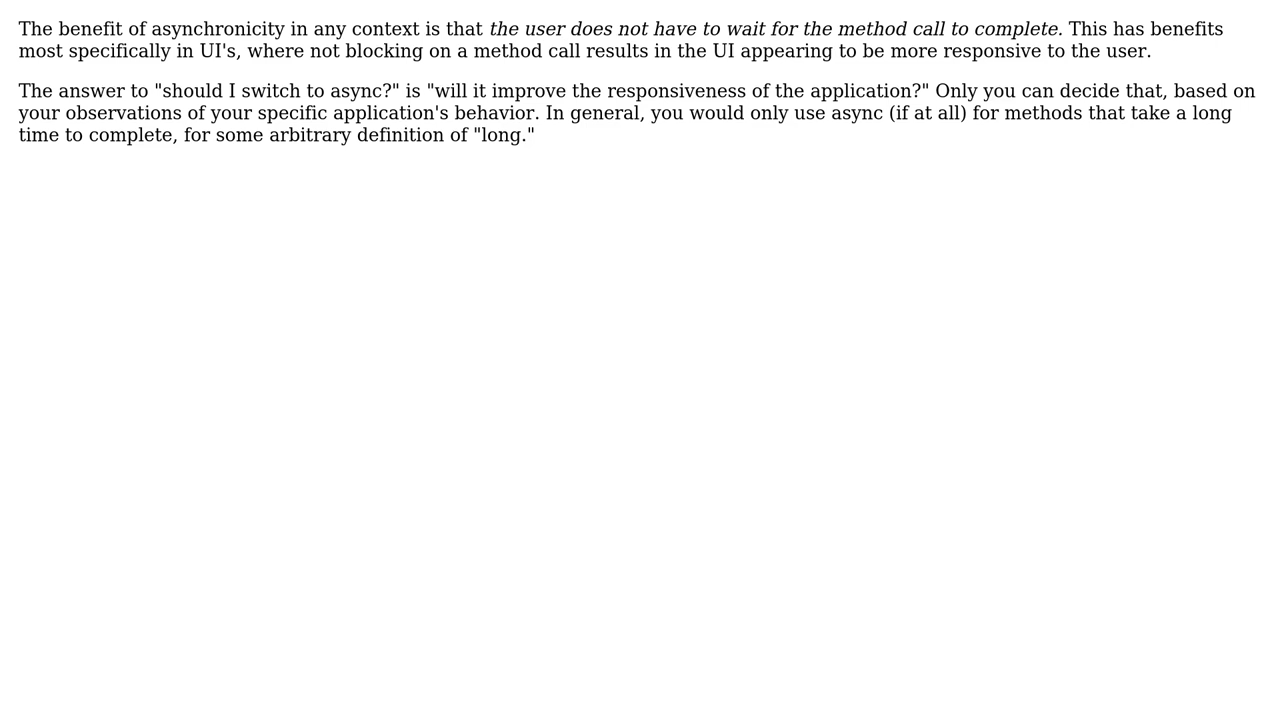 The benefit of asynchronicity in any context is that the user does not have to wait for the method call to complete. This has benefits
most specifically in UI's, where not blocking on a method call results in the UI appearing to be more responsive to the user.
The answer to "should I switch to async?" is "will it improve the responsiveness of the application?" Only you can decide that, based on
your observations of your specific application's behavior. In general, you would only use async (if at all) for methods that take a long
time to complete, for some arbitrary definition of "long."